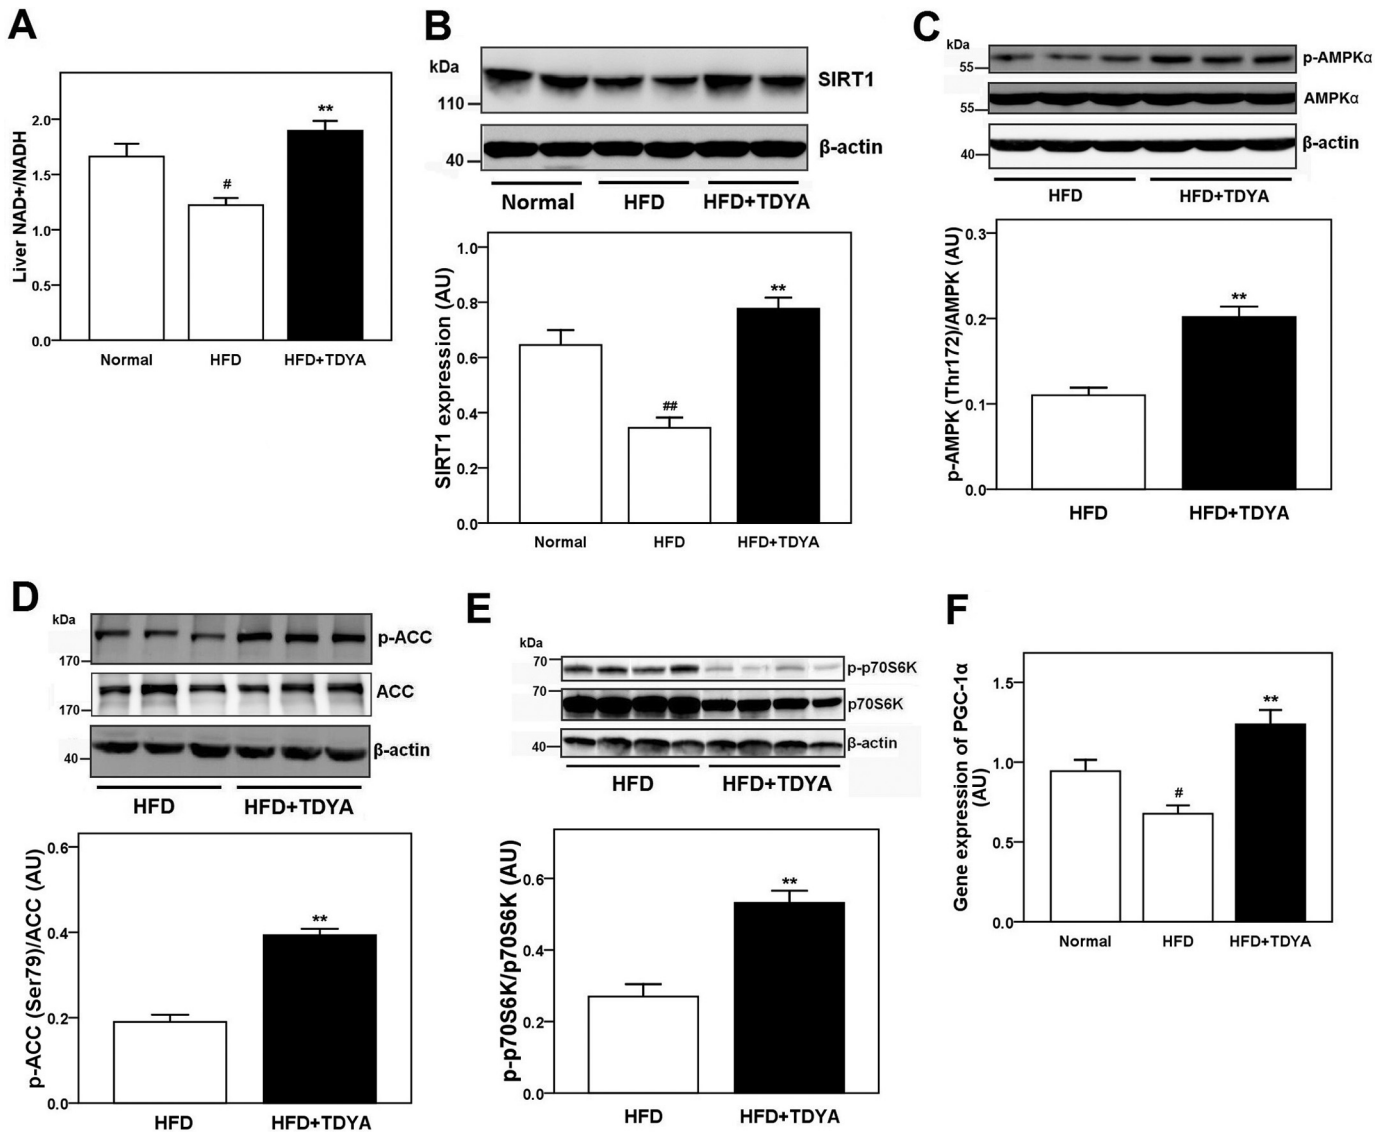 A
Liver NAD+/NADH
2.0
1.5
1.0
0.5
0.0
#
**
Normal HFD HFD+TDYA
B
kDa
110
40
SIRT1
β-actin
Normal HFD HFD+TDYA
SIRT1 expression (AU)
1.0
0.8
0.6
0.4
0.2
0.0
##
**
Normal HFD HFD+TDYA
C
kDa
55
55
40
p-AMPKα
AMPKα
β-actin
HFD HFD+TDYA
p-AMPK (Thr172)/AMPK (AU)
0.3
0.2
0.1
0.0
**
HFD HFD+TDYA
D
kDa
170
170
40
p-ACC
ACC
β-actin
HFD HFD+TDYA
p-ACC (Ser79)/ACC (AU)
0.6
0.4
0.2
0.0
**
HFD HFD+TDYA
E
kDa
70
70
40
p-p70S6K
p70S6K
β-actin
HFD HFD+TDYA
p-p70S6K/p70S6K (AU)
0.6
0.4
0.2
0.0
**
HFD HFD+TDYA
F
Gene expression of PGC-1α
(AU)
1.5
1.0
0.5
0.0
#
**
Normal HFD HFD+TDYA